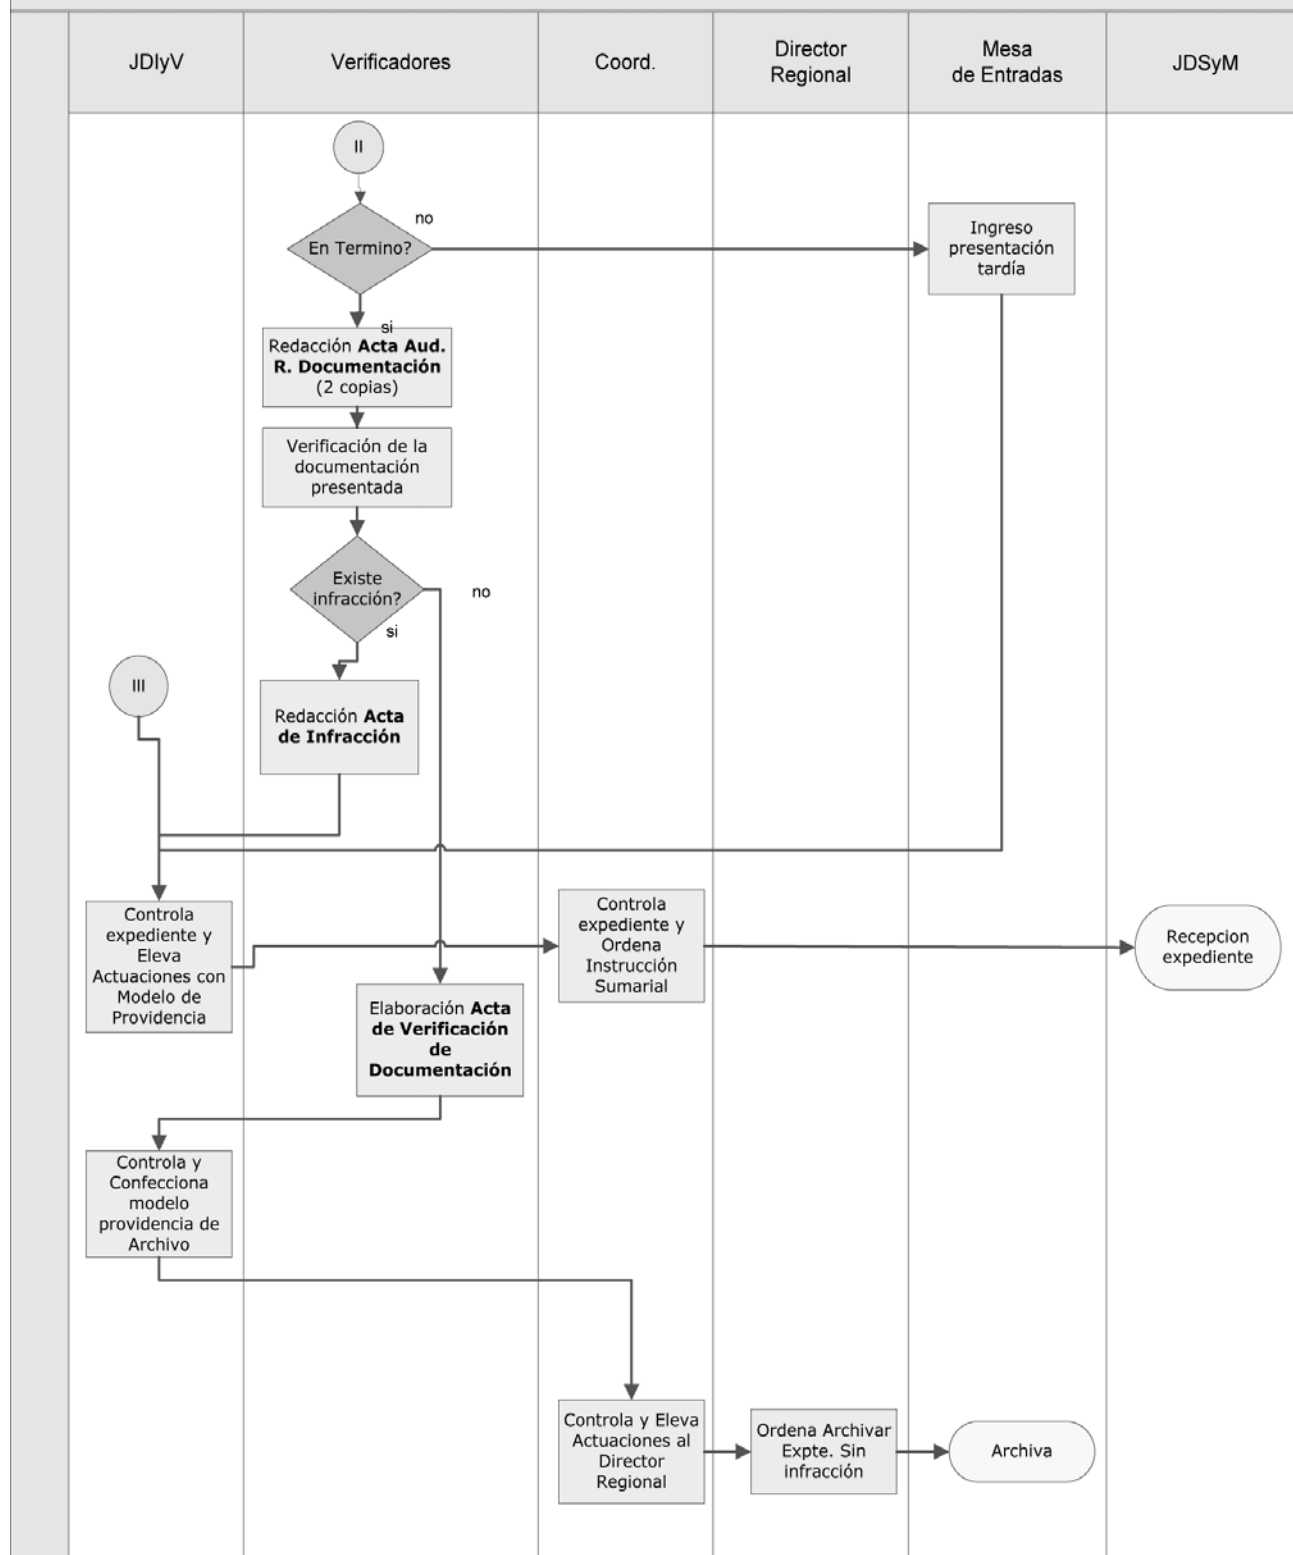 JDIyV
Verificadores
Coord.
Director
Regional
Mesa
de Entradas
JDSyM
II
En Termino?
no
Ingreso
presentación
tardía
si
Redacción Acta Aud.
R. Documentación
(2 copias)
Verificación de la
documentación
presentada
Existe
infracción?
no
si
III
Redacción Acta
de Infracción
Controla
expediente y
Eleva
Actuaciones con
Modelo de
Providencia
Controla
expediente y
Ordena
Instrucción
Sumarial
Recepcion
expediente
Elaboración Acta
de Verificación
de
Documentación
Controla y
Confecciona
modelo
providencia de
Archivo
Controla y Eleva
Actuaciones al
Director
Regional
Ordena Archivar
Expte. Sin
infracción
Archiva